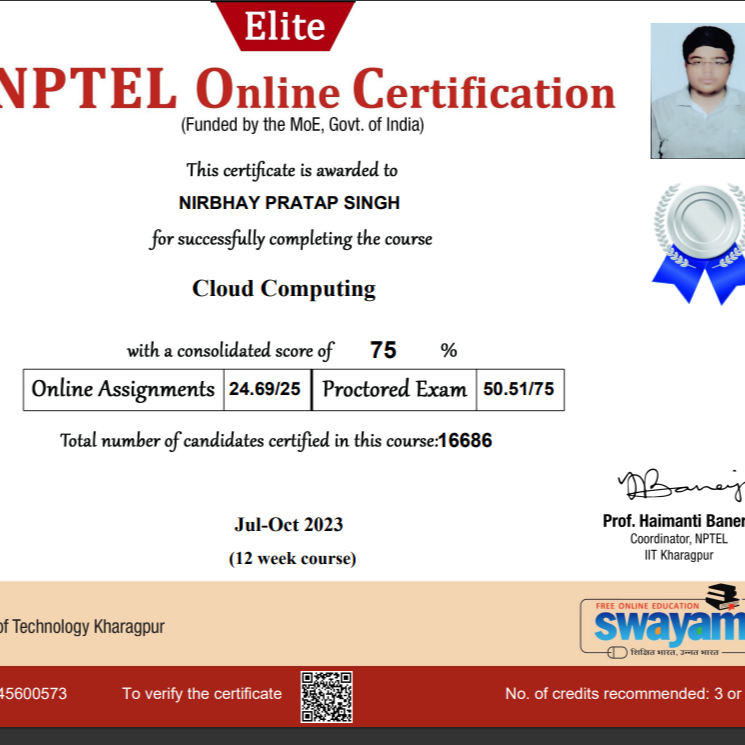 Elite
NPTEL Online Certification
(Funded by the MoE, Govt. of India)
This certificate is awarded to
NIRBHAY PRATAP SINGH
for successfully completing the course
Cloud Computing
with a consolidated score of 75 %
Online Assignments 24.69/25 Proctored Exam 50.51/75
Total number of candidates certified in this course:16686
Jul-Oct 2023
(12 week course)
Prof. Haimanti Baner
Coordinator, NPTEL
IIT Kharagpur
of Technology Kharagpur
FREE ONLINE EDUCATION
swayam
शिक्षित भारत, उन्नत भारत
45600573 To verify the certificate No. of credits recommended: 3 or